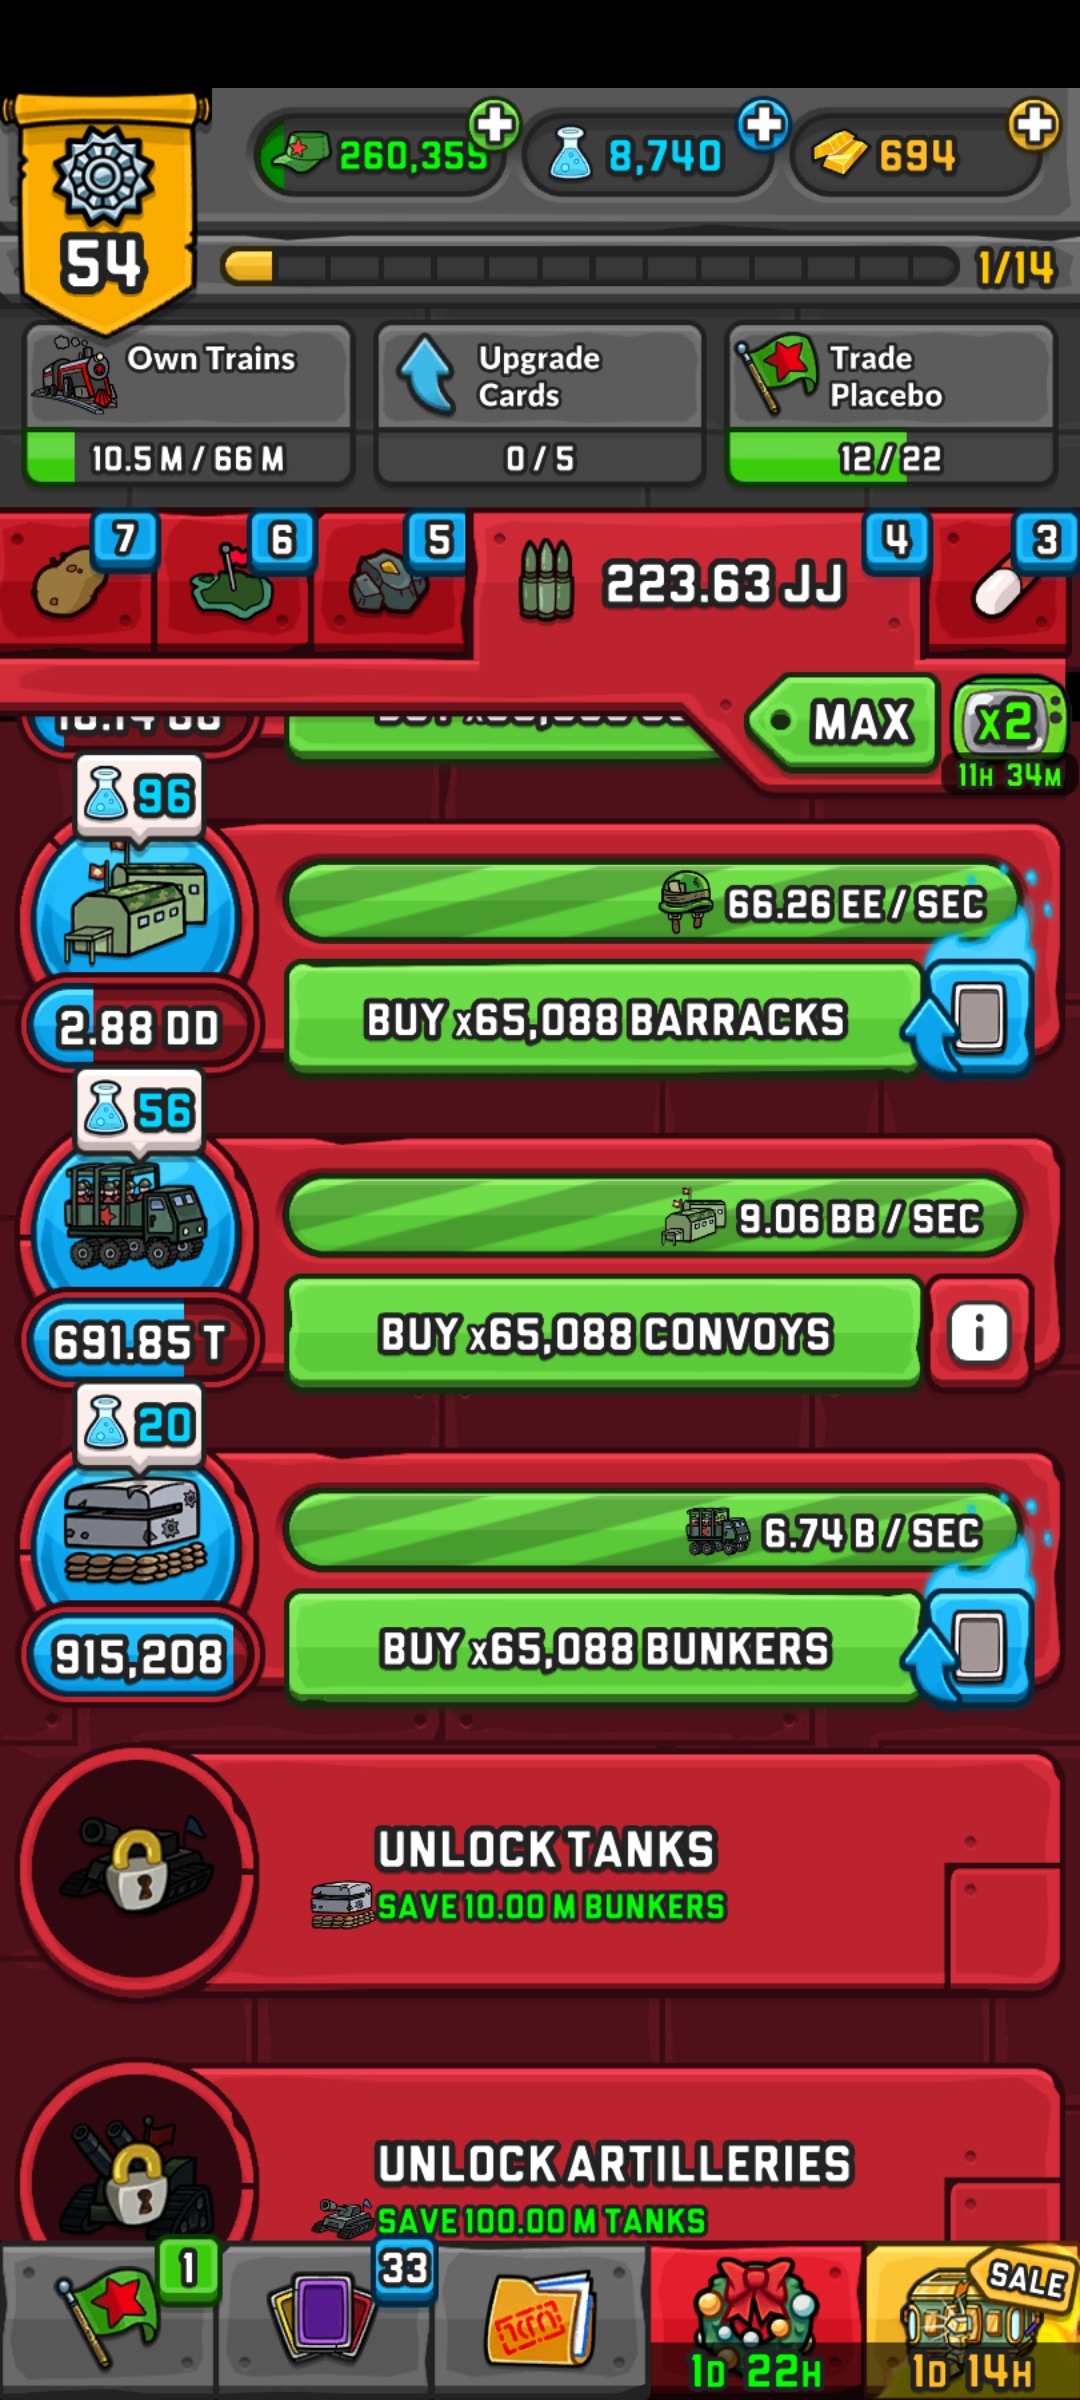 260,355
8,740
694
54
1/14
Own Trains
10.5 M / 66 M
Upgrade
Cards
0 / 5
Trade
Placebo
12 / 22
7
6
5
223.63 JJ
4
3
MAX
x2
11H 34M
96
66.26 EE / SEC
2.88 DD
BUY x65,088 BARRACKS
56
9.06 BB / SEC
691.85 T
BUY x65,088 CONVOYS
i
20
6.74 B / SEC
915,208
BUY x65,088 BUNKERS
UNLOCK TANKS
SAVE 10.00 M BUNKERS
UNLOCK ARTILLERIES
SAVE 100.00 M TANKS
1
33
SALE
1D 22H
1D 14H